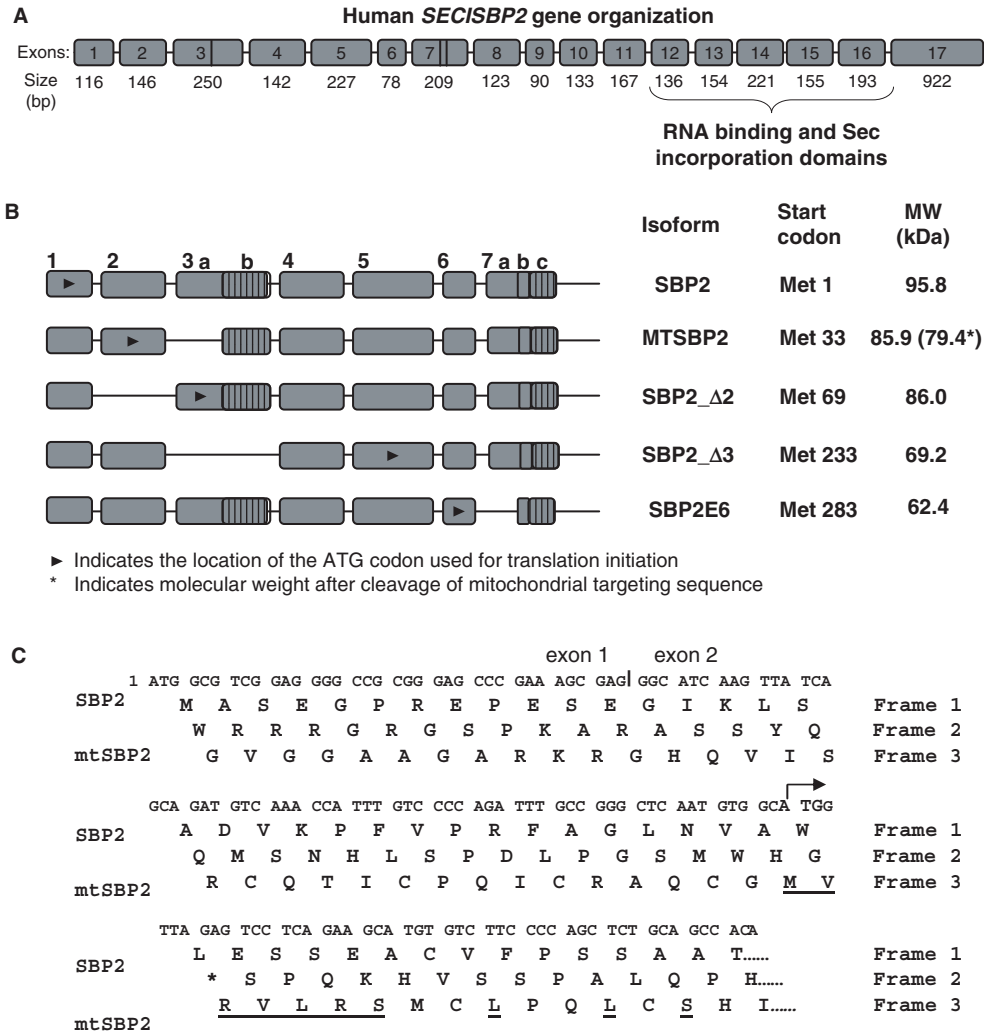 A
Human SECISBP2 gene organization
Exons: 1 2 3 4 5 6 7 8 9 10 11 12 13 14 15 16 17
Size (bp) 116 146 250 142 227 78 209 123 90 133 167 136 154 221 155 193 922
RNA binding and Sec
incorporation domains
B
Isoform Start codon MW (kDa)
1 2 3 a b 4 5 6 7 a b c
SBP2 Met 1 95.8
MTSBP2 Met 33 85.9 (79.4*)
SBP2_Δ2 Met 69 86.0
SBP2_Δ3 Met 233 69.2
SBP2E6 Met 283 62.4
► Indicates the location of the ATG codon used for translation initiation
* Indicates molecular weight after cleavage of mitochondrial targeting sequence
C
exon 1 exon 2
1 ATG GCG TCG GAG GGG CCG CGG GAG CCC GAA AGC GAG GGC ATC AAG TTA TCA
SBP2 M A S E G P R E P E S E G I K L S Frame 1
W R R R G R G S P K A R A S S Y Q Frame 2
mtSBP2 G V G G A A G A R K R G H Q V I S Frame 3
GCA GAT GTC AAA CCA TTT GTC CCC AGA TTT GCC GGG CTC AAT GTG GCA TGG
SBP2 A D V K P F V P R F A G L N V A W Frame 1
Q M S N H L S P D L P G S M W H G Frame 2
mtSBP2 R C Q T I C P Q I C R A Q C G M V Frame 3
TTA GAG TCC TCA GAA GCA TGT GTC TTC CCC AGC TCT GCA GCC ACA
SBP2 L E S S E A C V F P S S A A T...... Frame 1
* S P Q K H V S S P A L Q P H...... Frame 2
mtSBP2 R V L R S M C L P Q L C S H I...... Frame 3